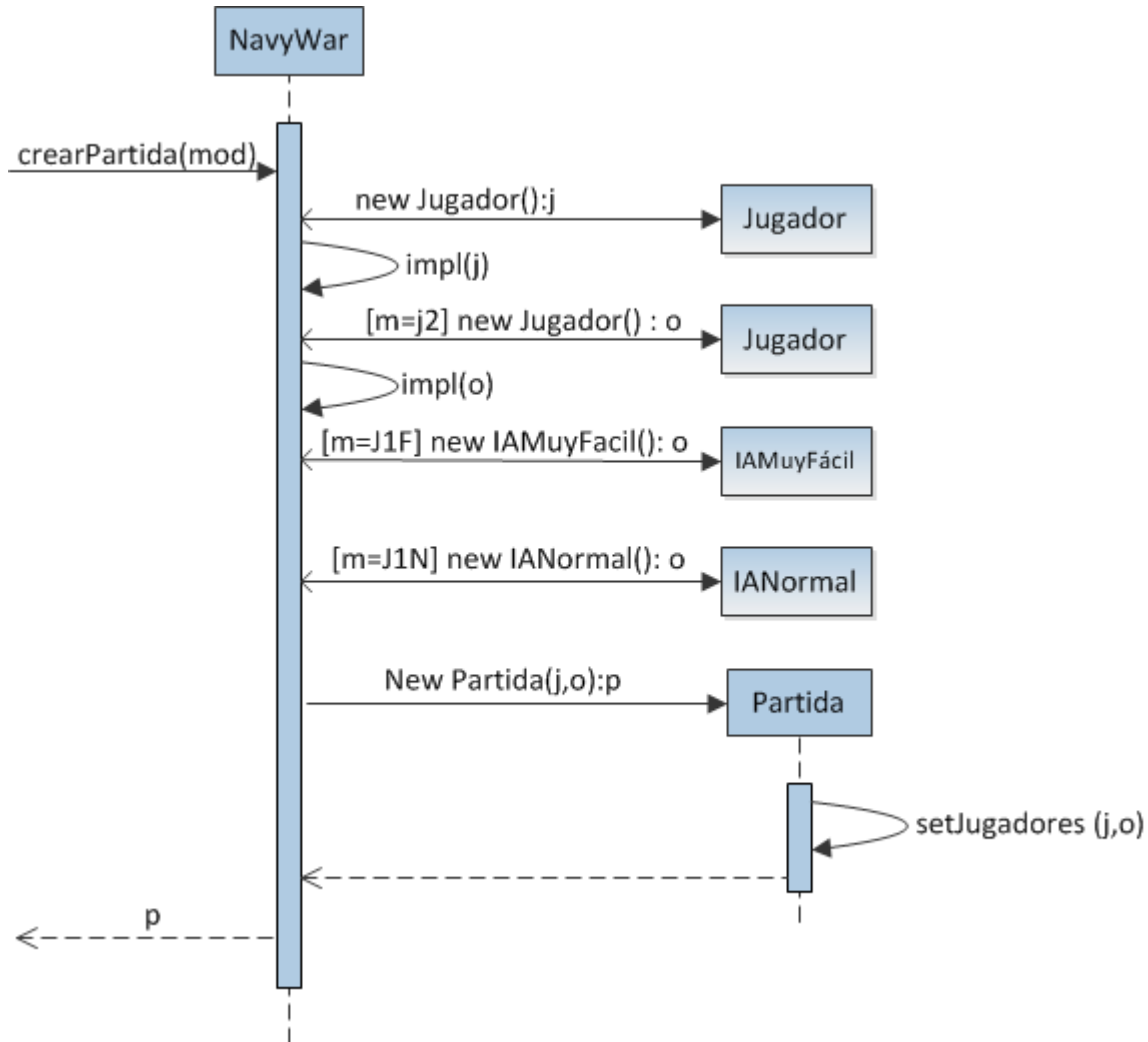 NavyWar
crearPartida(mod)
new Jugador():j
Jugador
impl(j)
[m=j2] new Jugador() : o
Jugador
impl(o)
[m=J1F] new IAMuyFacil(): o
IAMuyFácil
[m=J1N] new IANormal(): o
IANormal
New Partida(j,o):p
Partida
setJugadores (j,o)
p